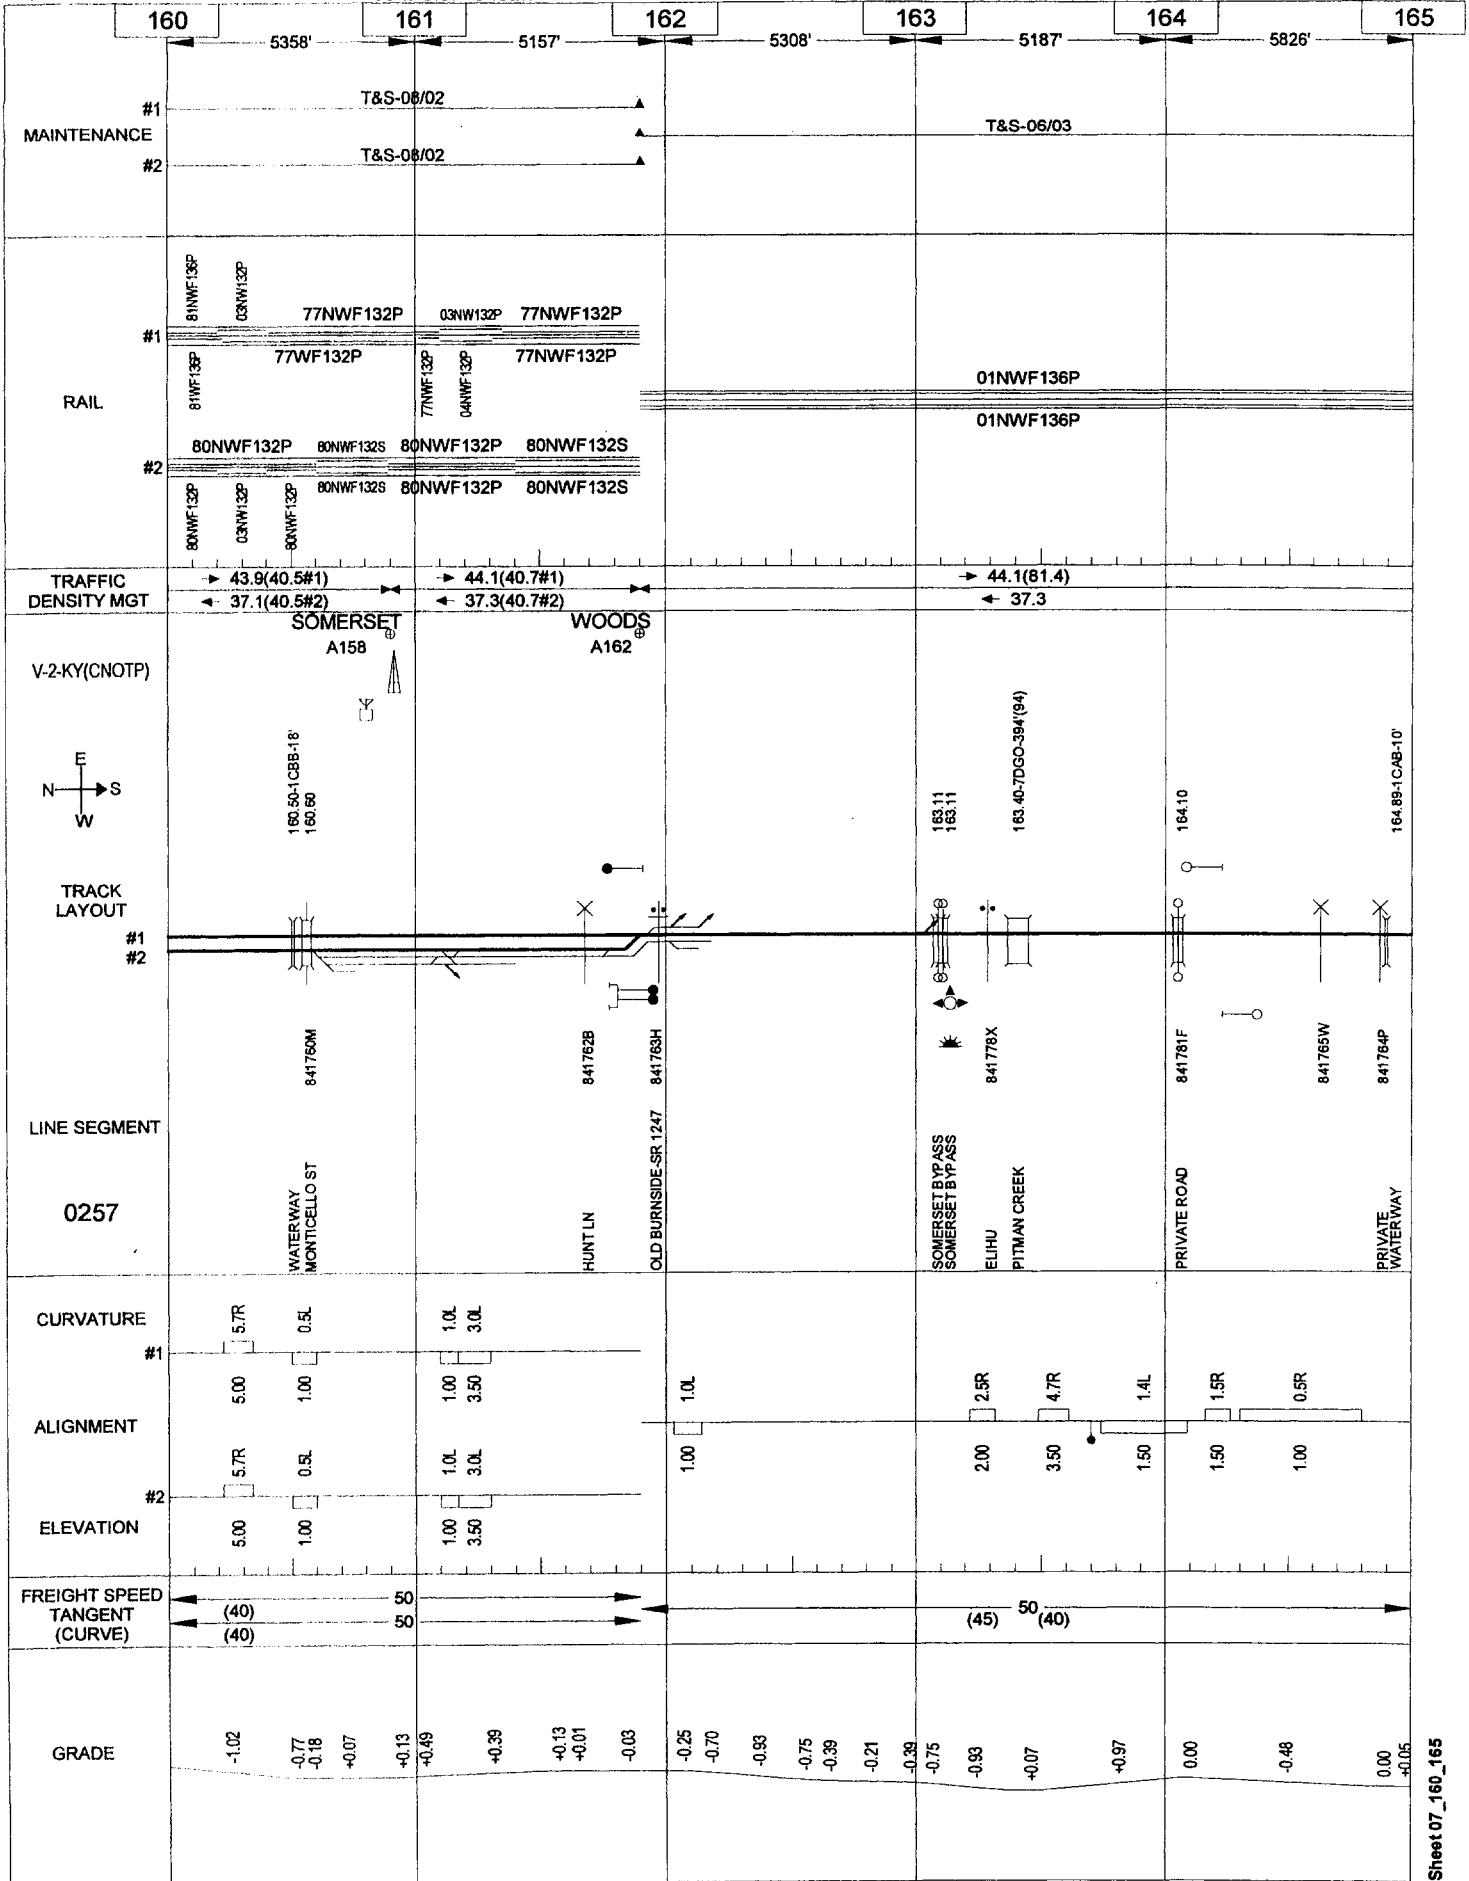 160 161 162 163 164 165
5358' 5157' 5308' 5187' 5826'
T&S-08/02
#1
MAINTENANCE
T&S-06/03
T&S-08/02
#2
81NWF136P
03NW132P
77NWF132P
03NW132P
77NWF132P
#1
81WF136P
77WF132P
77NWF132P
04NWF132P
77NWF132P
RAIL
01NWF136P
01NWF136P
80NWF132P 80NWF132S 80NWF132P 80NWF132S
#2
80NWF132P
03NW132P
80NWF132P
80NWF132S 80NWF132P 80NWF132S
TRAFFIC
DENSITY MGT
43.9(40.5#1) 44.1(40.7#1) 44.1(81.4)
37.1(40.5#2) 37.3(40.7#2) 37.3
SOMERSET
A158
WOODS
A162
V-2-KY(CNOTP)
E
N S
W
160.50-1CBB-18'
160.60
163.11
163.11
163.40-7DGO-394'(94)
164.10
164.89-1CAB-10'
TRACK
LAYOUT
#1
#2
841760M
841762B
841763H
841778X
841781F
841765W
841764P
LINE SEGMENT
0257
WATERWAY
MONTICELLO ST
HUNT LN
OLD BURNSIDE-SR 1247
SOMERSET BYPASS
SOMERSET BYPASS
ELIHU
PITMAN CREEK
PRIVATE ROAD
PRIVATE
WATERWAY
CURVATURE
5.7R 0.5L 1.0L 3.0L
#1
5.00 1.00 1.00 3.50
1.0L 2.5R 4.7R 1.4L 1.5R 0.5R
ALIGNMENT
1.00 2.00 3.50 1.50 1.50 1.00
5.7R 0.5L 1.0L 3.0L
#2
5.00 1.00 1.00 3.50
ELEVATION
FREIGHT SPEED
TANGENT
(CURVE)
50
(40)
50
(40)
50
(45) (40)
GRADE
-1.02 -0.77 -0.18 +0.07 +0.13 +0.49 +0.39 +0.13 +0.01 -0.03 -0.25 -0.70 -0.93 -0.75 -0.39 -0.21 -0.39 -0.75 -0.93 +0.07 +0.97 0.00 -0.48 0.00 +0.05
Sheet 07_160_165